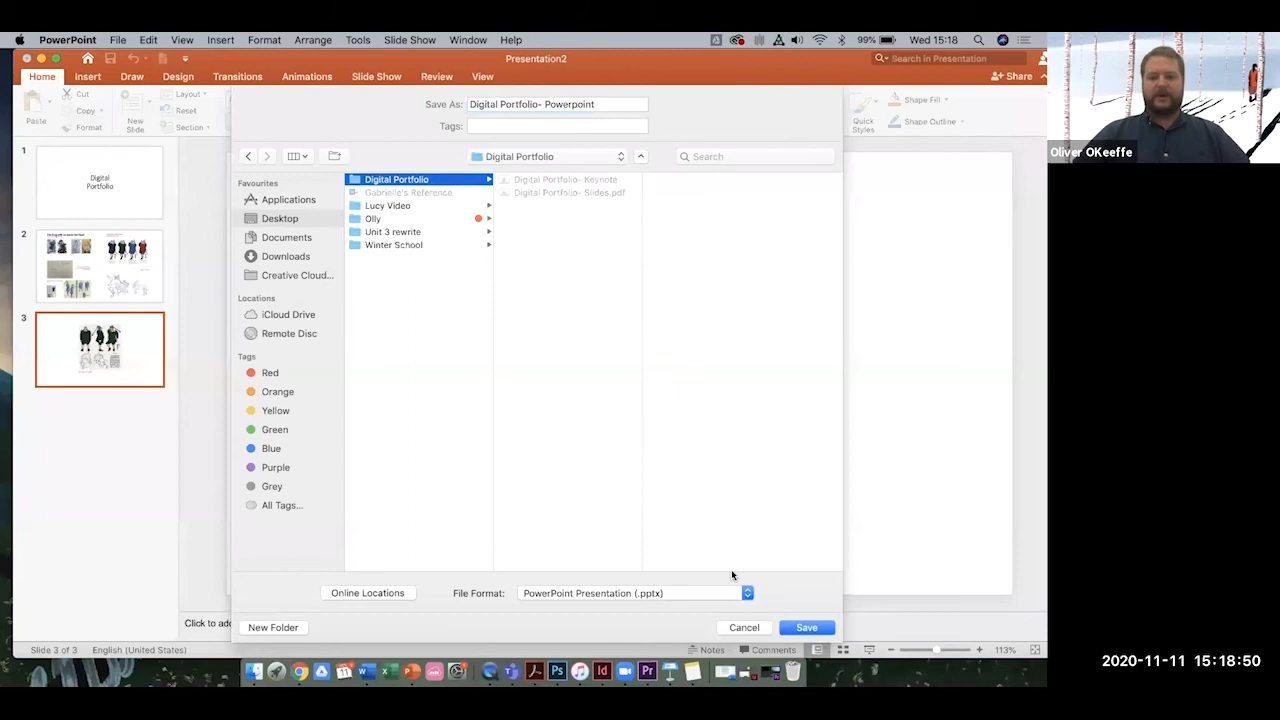 PowerPoint File Edit View Insert Format Arrange Tools Slide Show Window Help 99% Wed 15:18
Presentation2
Search in Presentation
Home Insert Draw Design Transitions Animations Slide Show Review View Share
Paste
Cut
Copy
Format
New
Slide
Layout
Reset
Section
Quick
Styles
Shape Fill
Shape Outline
Save As: Digital Portfolio- Powerpoint
Tags:
Digital Portfolio
Search
Favourites
Applications
Desktop
Documents
Downloads
Creative Cloud...
Locations
iCloud Drive
Remote Disc
Tags
Red
Orange
Yellow
Green
Blue
Purple
Grey
All Tags...
Digital Portfolio
Gabrielle's Reference.
Lucy Video
Olly
Unit 3 rewrite
Winter School
Digital Portfolio- Keynote
Digital Portfolio- Slides.pdf
1
Digital
Portfolio
2
3
Online Locations File Format: PowerPoint Presentation (.pptx)
New Folder Cancel Save
Click to add
Slide 3 of 3 English (United States) Notes Comments 113%
Oliver OKeeffe
2020-11-11 15:18:50